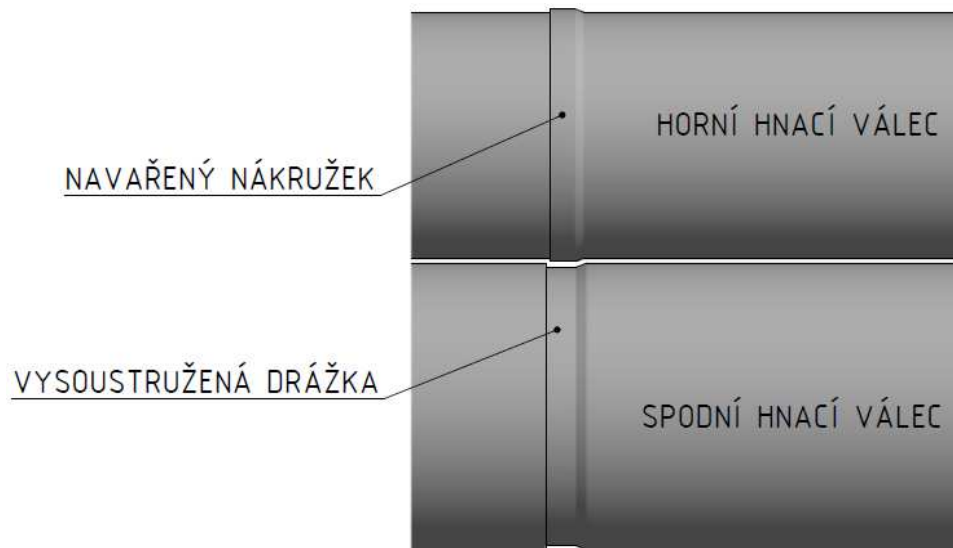 HORNÍ HNACÍ VÁLEC
NAVAŘENÝ NÁKRUŽEK
VYSOUSTRUŽENÁ DRÁŽKA
SPODNÍ HNACÍ VÁLEC